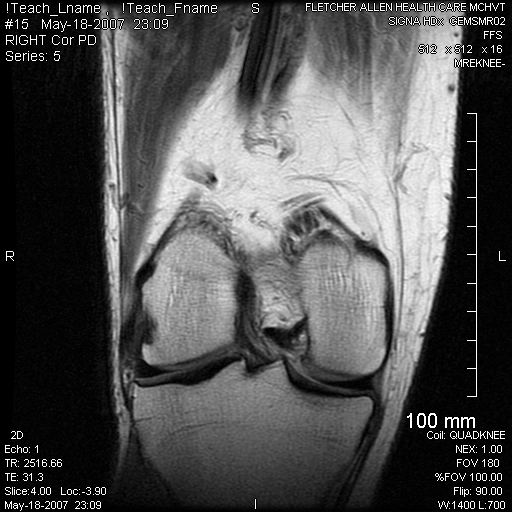 !Teach_Lname , !Teach_Fname
S
FLETCHER ALLEN HEALTH CARE MCHVT
#15 May-18-2007 23:09
SIGNA HDx GEMSMR02
RIGHT Cor PD
FFS
Series: 5
512 x 512 x 16
MREKNEE-
R
L
100 mm
2D
Coil: QUADKNEE
Echo: 1
NEX: 1.00
TR: 2516.66
FOV 180
TE: 31.3
%FOV 100.00
Slice:4.00 Loc:-3.90
Flip: 90.00
May-18-2007 23:09
I
W:1400 L:700